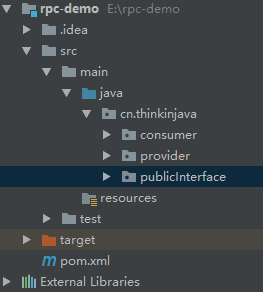 rpc-demo E:\rpc-demo
.idea
src
main
java
cn.thinkinjava
consumer
provider
publicInterface
resources
test
target
pom.xml
External Libraries